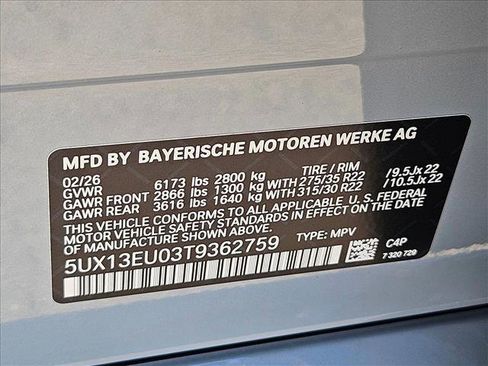 MFD BY BAYERISCHE MOTOREN WERKE AG
02/26 TIRE / RIM
GVWR 6173 lbs 2800 kg
GAWR FRONT 2866 lbs 1300 kg WITH 275/35 R22 /9.5Jx22
GAWR REAR 3616 lbs 1640 kg WITH 315/30 R22 /10.5Jx22
THIS VEHICLE CONFORMS TO ALL APPLICABLE U. S. FEDERAL
MOTOR VEHICLE SAFETY STANDARDS IN EFFECT ON THE DATE
OF MANUFACTURE SHOWN ABOVE.
5UX13EU03T9362759 TYPE: MPV C4P
7 320 720